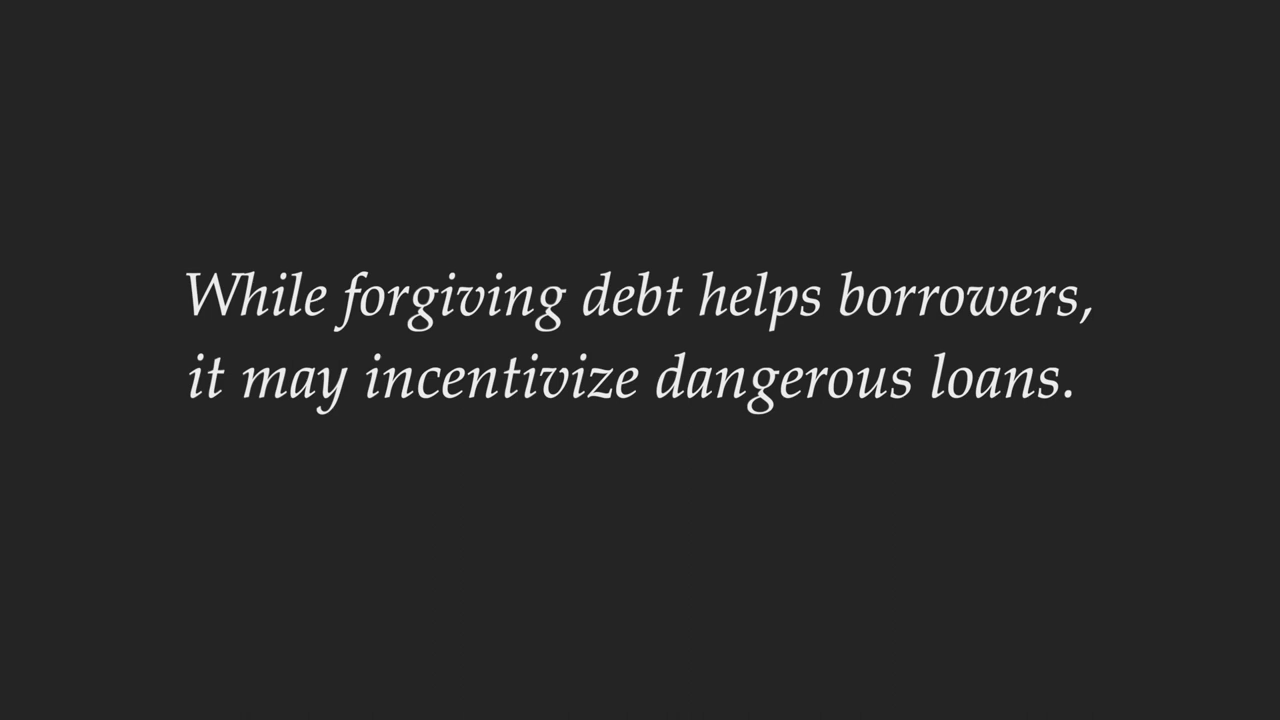 While forgiving debt helps borrowers,
it may incentivize dangerous loans.